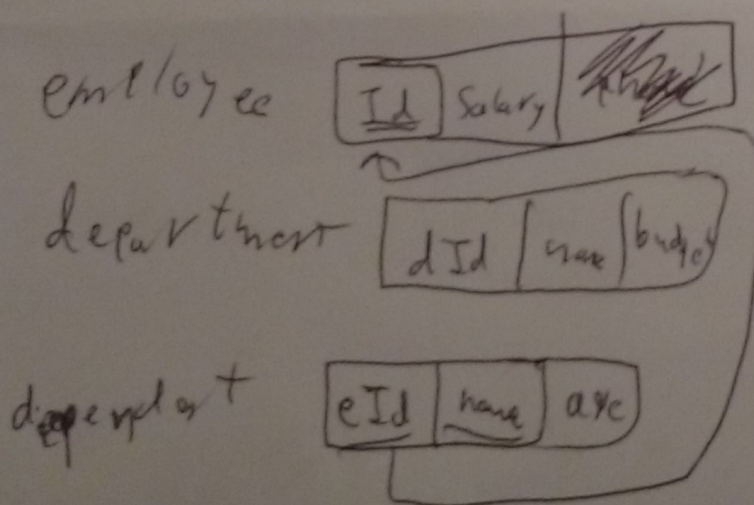 employee Id Salary
department dId name budget
dependent eId name age